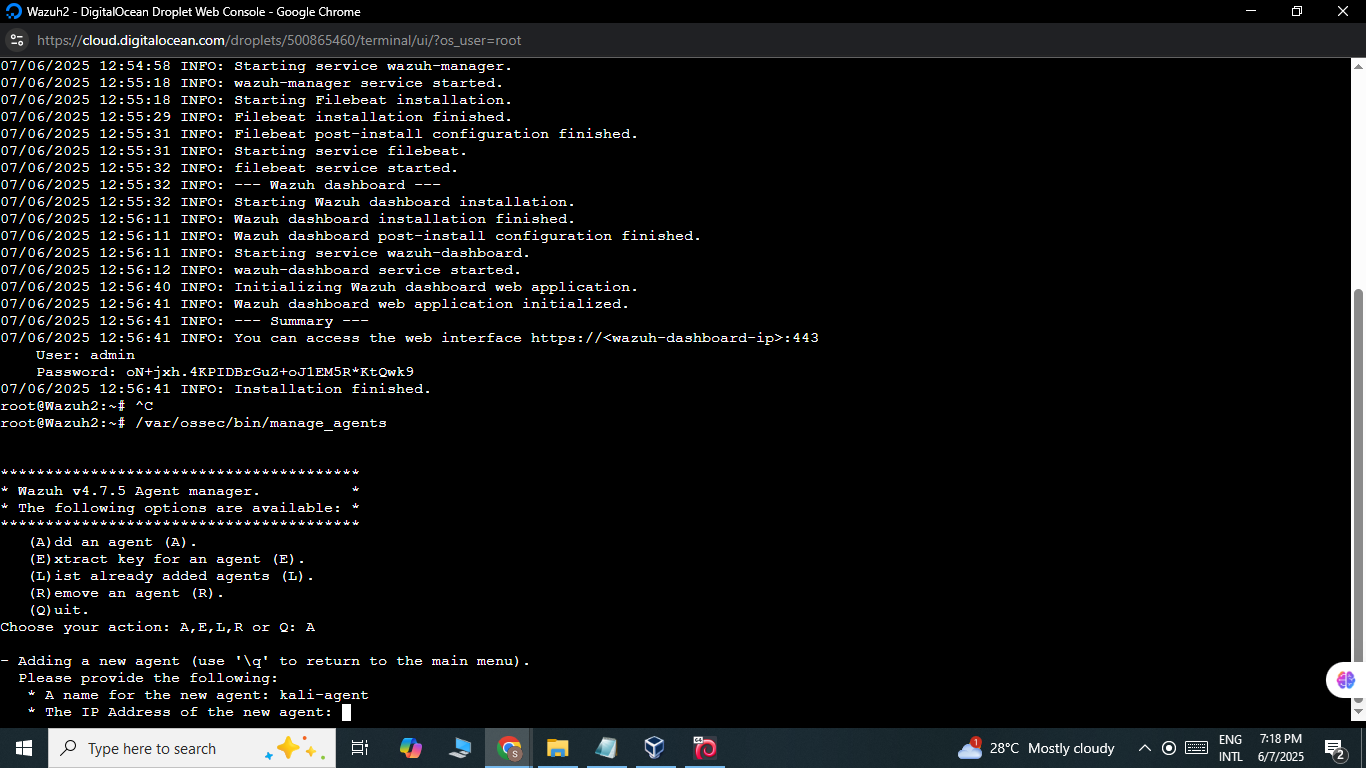 Wazuh2 - DigitalOcean Droplet Web Console - Google Chrome
https://cloud.digitalocean.com/droplets/500865460/terminal/ui/?os_user=root
07/06/2025 12:54:58 INFO: Starting service wazuh-manager.
07/06/2025 12:55:18 INFO: wazuh-manager service started.
07/06/2025 12:55:18 INFO: Starting Filebeat installation.
07/06/2025 12:55:29 INFO: Filebeat installation finished.
07/06/2025 12:55:31 INFO: Filebeat post-install configuration finished.
07/06/2025 12:55:31 INFO: Starting service filebeat.
07/06/2025 12:55:32 INFO: filebeat service started.
07/06/2025 12:55:32 INFO: --- Wazuh dashboard ---
07/06/2025 12:55:32 INFO: Starting Wazuh dashboard installation.
07/06/2025 12:56:11 INFO: Wazuh dashboard installation finished.
07/06/2025 12:56:11 INFO: Wazuh dashboard post-install configuration finished.
07/06/2025 12:56:11 INFO: Starting service wazuh-dashboard.
07/06/2025 12:56:12 INFO: wazuh-dashboard service started.
07/06/2025 12:56:40 INFO: Initializing Wazuh dashboard web application.
07/06/2025 12:56:41 INFO: Wazuh dashboard web application initialized.
07/06/2025 12:56:41 INFO: --- Summary ---
07/06/2025 12:56:41 INFO: You can access the web interface https://<wazuh-dashboard-ip>:443
    User: admin
    Password: oN+jxh.4KPIDBrGuZ+oJ1EM5R*KtQwk9
07/06/2025 12:56:41 INFO: Installation finished.
root@Wazuh2:~# ^C
root@Wazuh2:~# /var/ossec/bin/manage_agents
****************************************
* Wazuh v4.7.5 Agent manager.          *
* The following options are available: *
****************************************
   (A)dd an agent (A).
   (E)xtract key for an agent (E).
   (L)ist already added agents (L).
   (R)emove an agent (R).
   (Q)uit.
Choose your action: A,E,L,R or Q: A
- Adding a new agent (use '\q' to return to the main menu).
  Please provide the following:
   * A name for the new agent: kali-agent
   * The IP Address of the new agent:
Type here to search
S
64
1
28°C Mostly cloudy
ENG
INTL
7:18 PM
6/7/2025
2